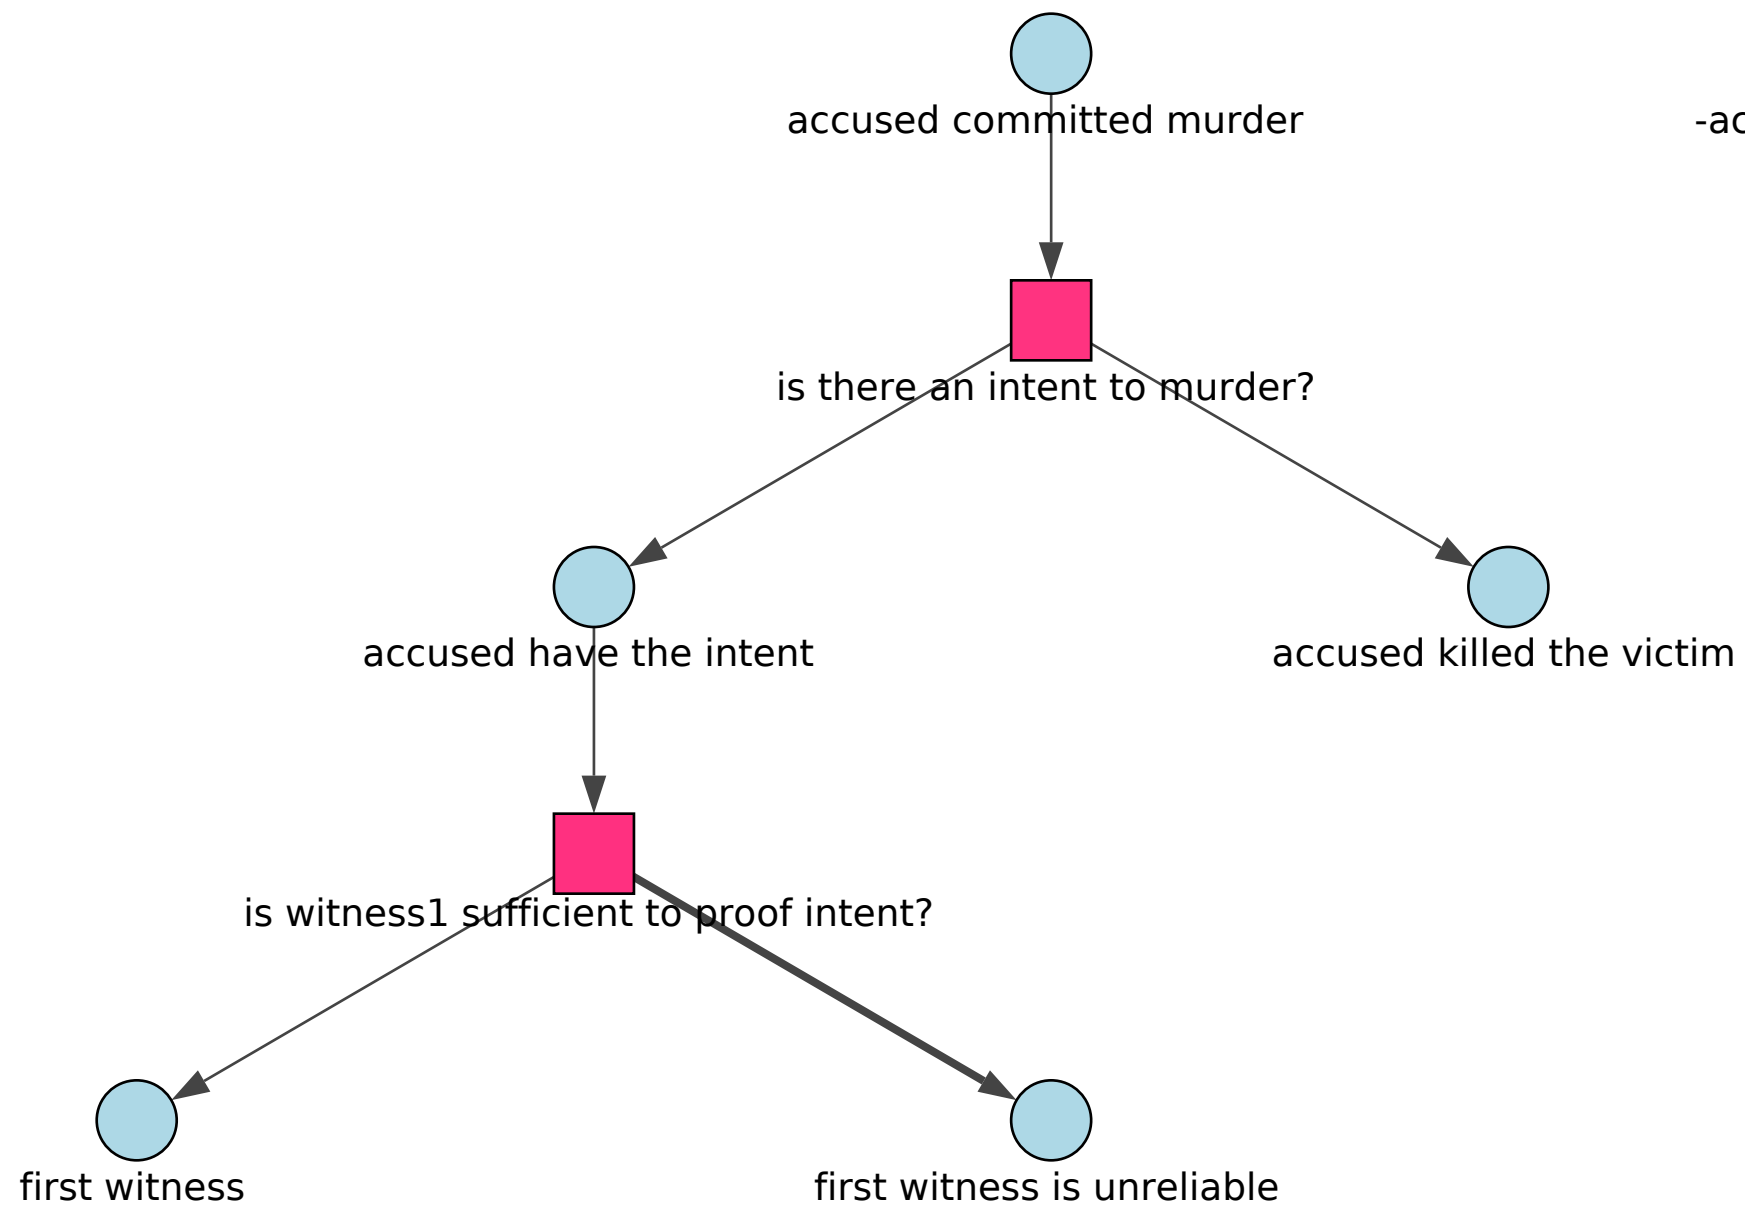 accused committed murder
-ac
is there an intent to murder?
accused have the intent
accused killed the victim
is witness1 sufficient to proof intent?
first witness
first witness is unreliable